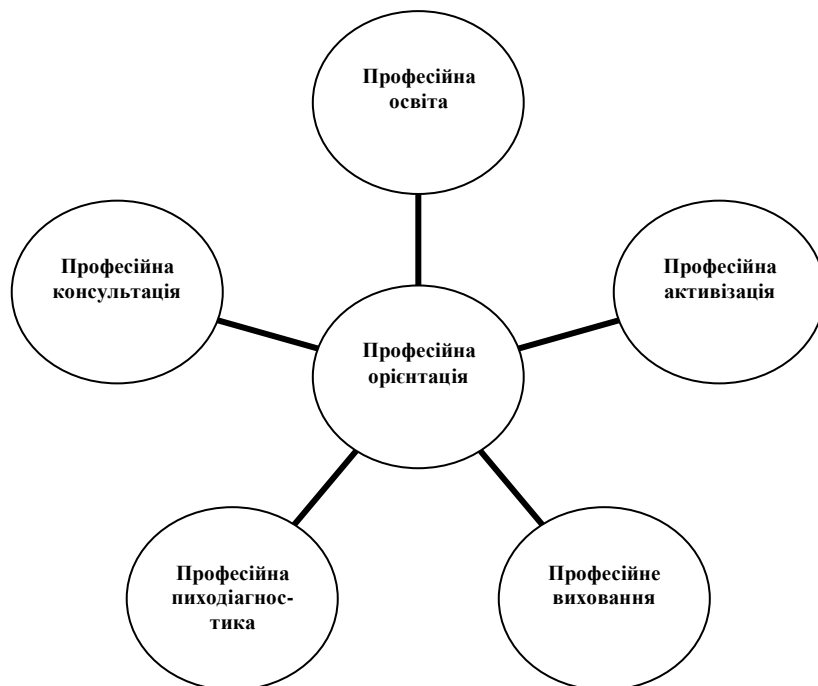 Професійна
освіта
Професійна
консультація
Професійна
активізація
Професійна
орієнтація
Професійна
пиходіагнос-
тика
Професійне
виховання